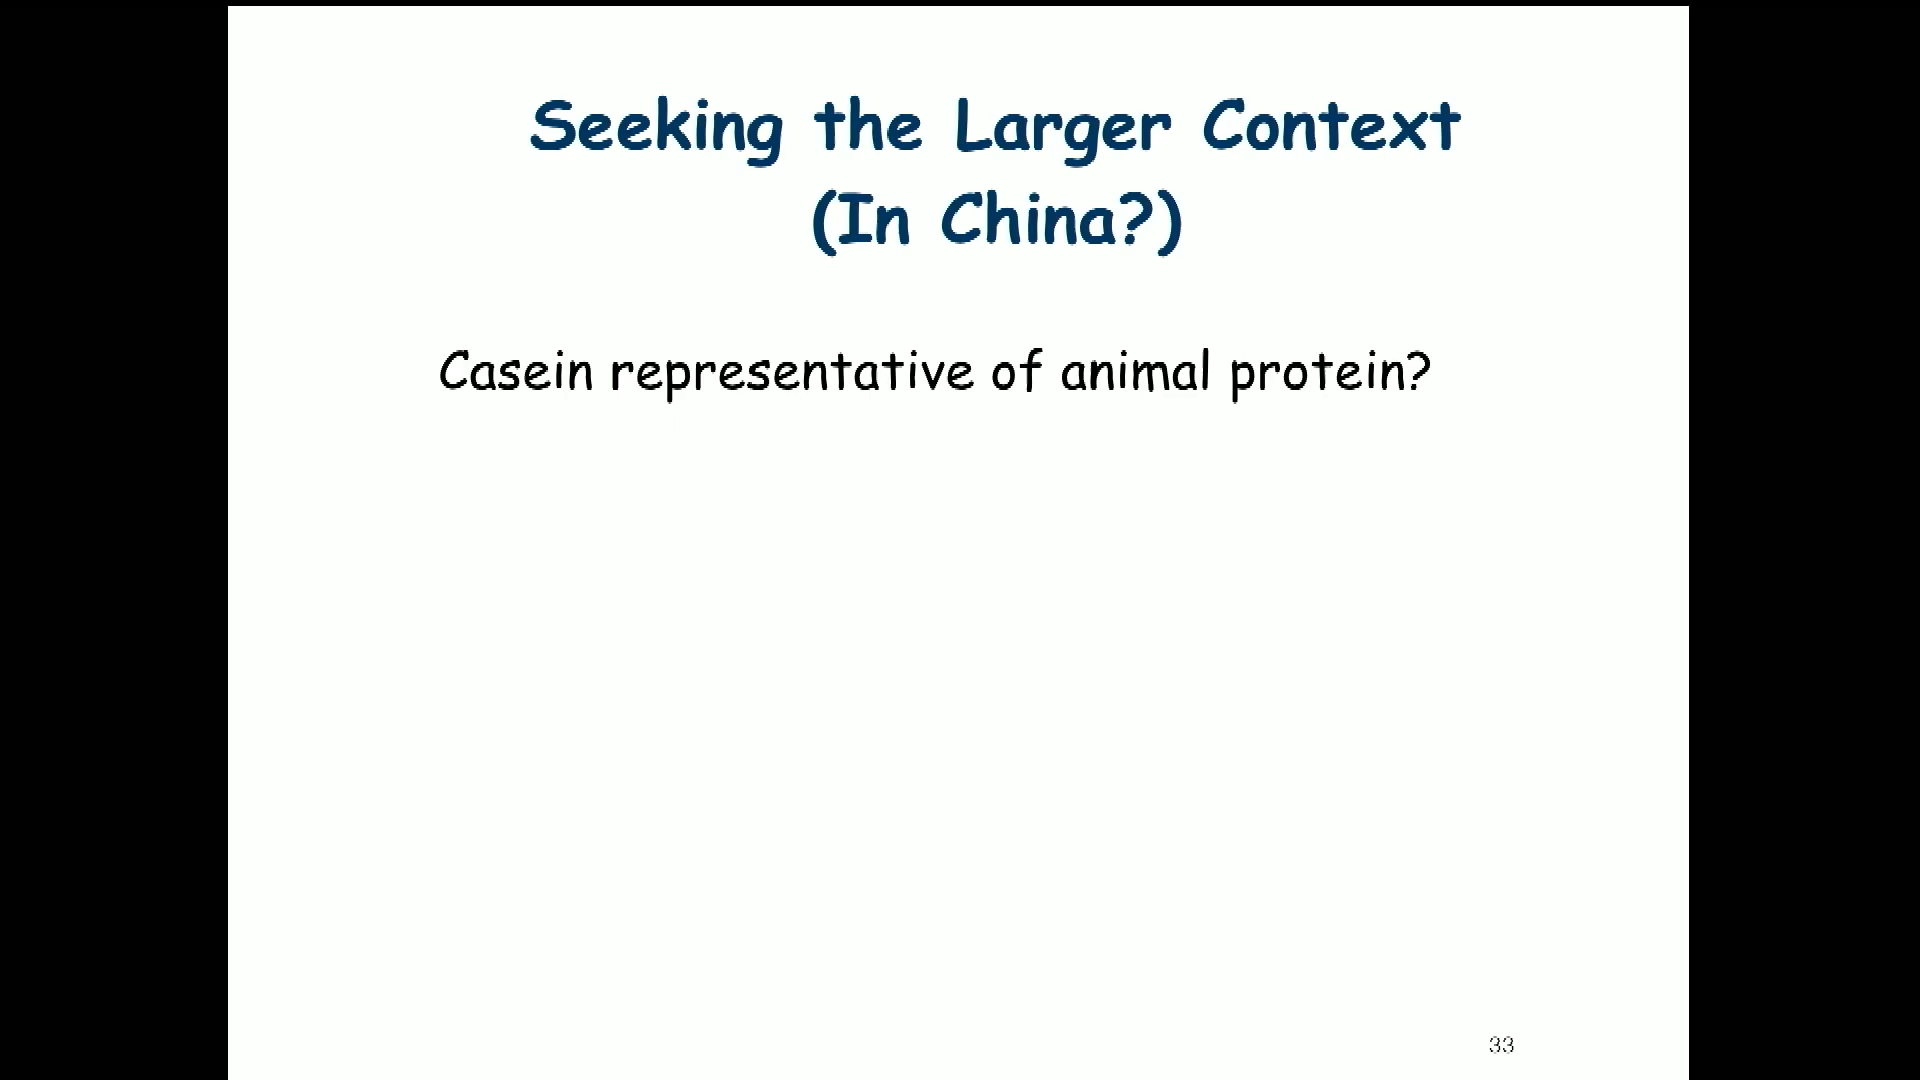 Seeking the Larger Context
(In China?)
Casein representative of animal protein?
33